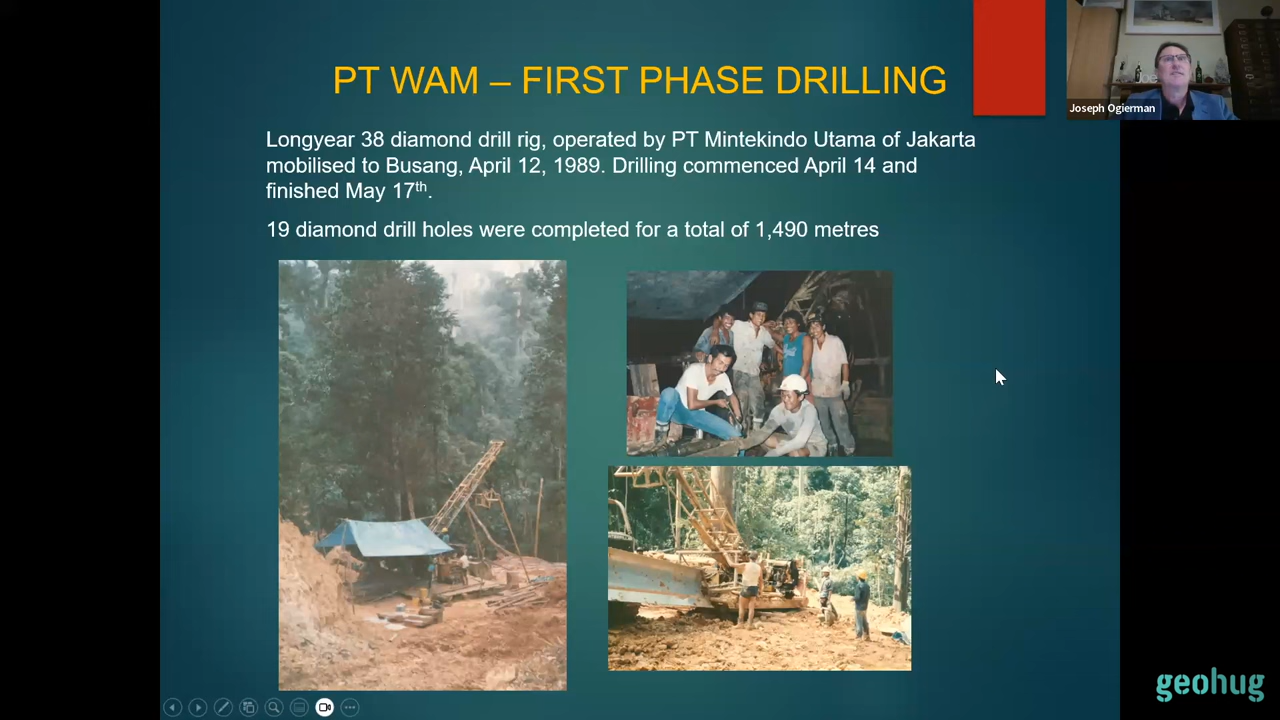 PT WAM – FIRST PHASE DRILLING
Longyear 38 diamond drill rig, operated by PT Mintekindo Utama of Jakarta
mobilised to Busang, April 12, 1989. Drilling commenced April 14 and
finished May 17th.
19 diamond drill holes were completed for a total of 1,490 metres
Joe
Joseph Ogierman
geohug